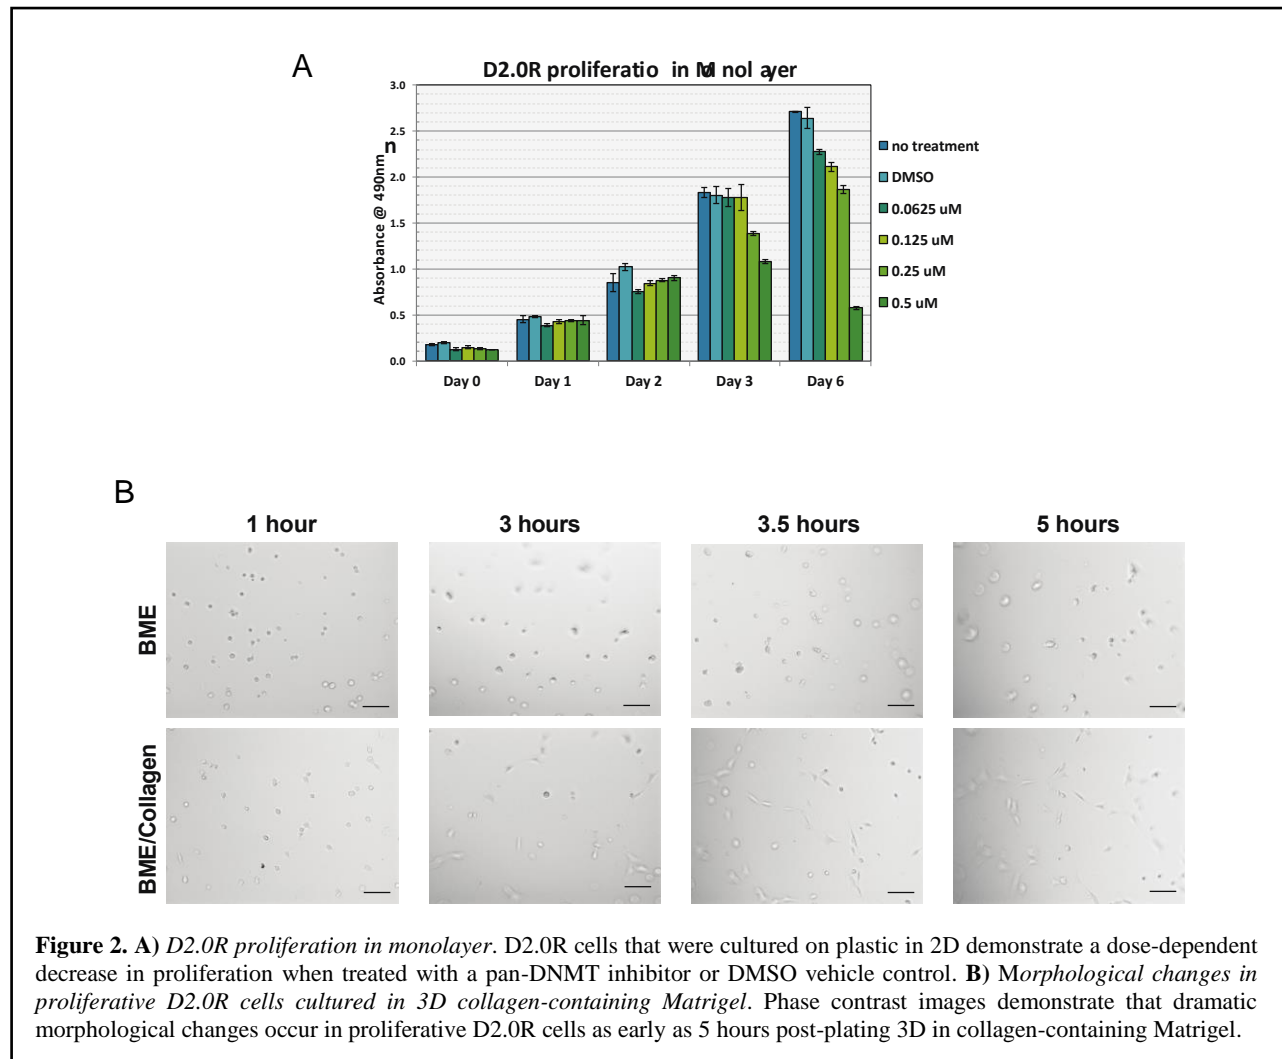 A
D2.0R proliferatio in Monolayer
3.0
2.5
2.0
1.5
1.0
0.5
0.0
Absorbance @ 490nm
n
Day 0 Day 1 Day 2 Day 3 Day 6
no treatment
DMSO
0.0625 uM
0.125 uM
0.25 uM
0.5 uM
B
1 hour 3 hours 3.5 hours 5 hours
BME
BME/Collagen
Figure 2. A) D2.0R proliferation in monolayer. D2.0R cells that were cultured on plastic in 2D demonstrate a dose-dependent
decrease in proliferation when treated with a pan-DNMT inhibitor or DMSO vehicle control. B) Morphological changes in
proliferative D2.0R cells cultured in 3D collagen-containing Matrigel. Phase contrast images demonstrate that dramatic
morphological changes occur in proliferative D2.0R cells as early as 5 hours post-plating 3D in collagen-containing Matrigel.